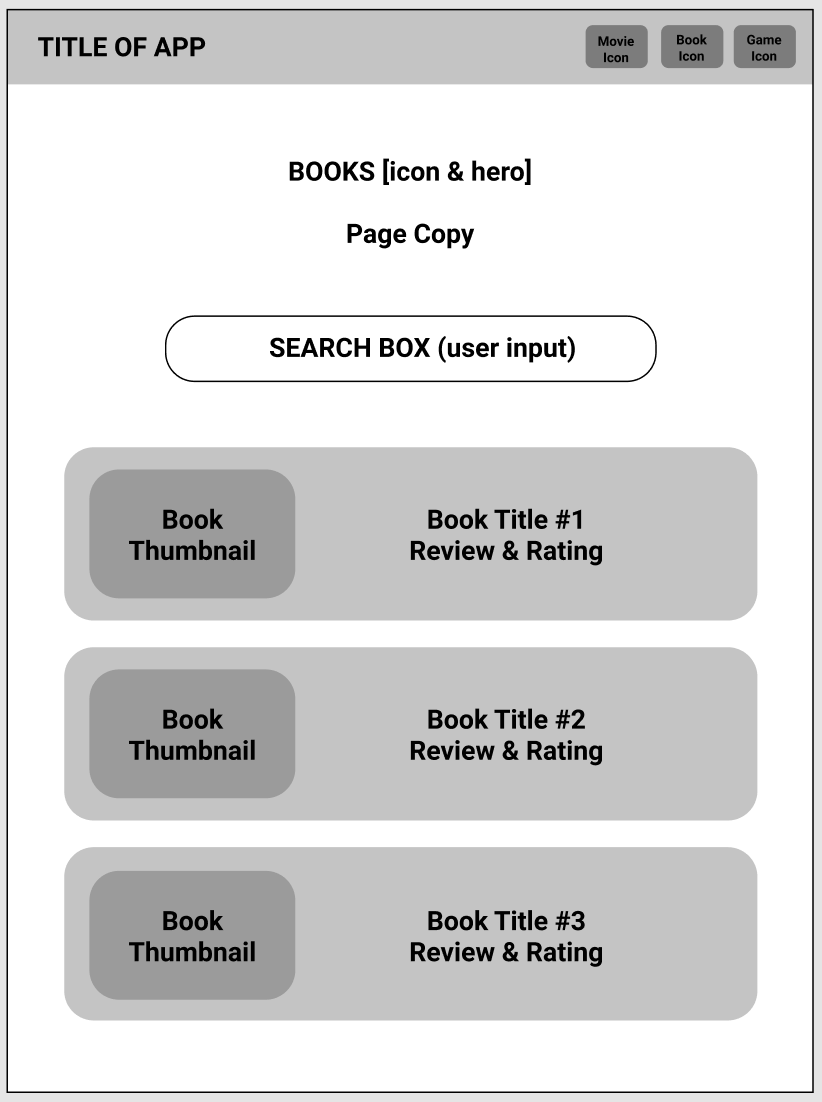 TITLE OF APP
Movie
Icon
Book
Icon
Game
Icon
BOOKS [icon & hero]
Page Copy
SEARCH BOX (user input)
Book
Thumbnail
Book Title #1
Review & Rating
Book
Thumbnail
Book Title #2
Review & Rating
Book
Thumbnail
Book Title #3
Review & Rating